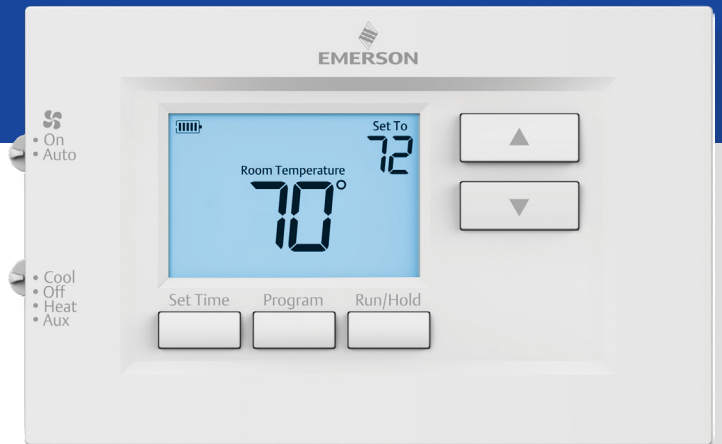 EMERSON
On
Auto
Set To
72
Room Temperature
70°
• Cool
• Off
• Heat
• Aux
Set Time
Program
Run/Hold